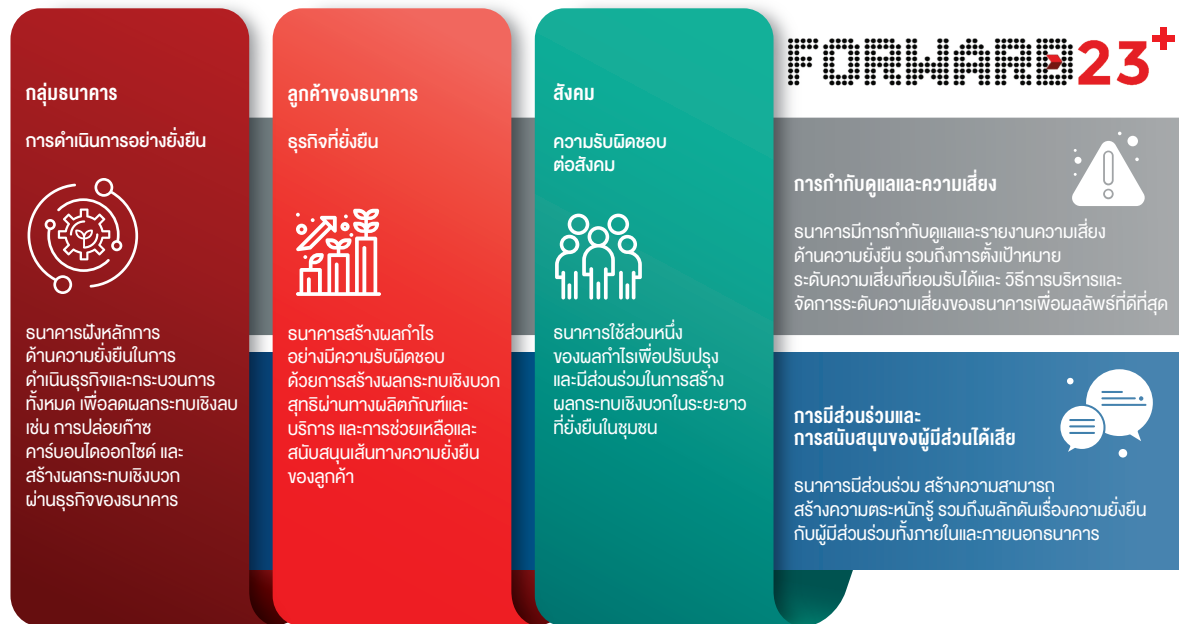 กลุ่มธนาคาร
การดำเนินการอย่างยั่งยืน
ธนาคารฝังหลักการ
ด้านความยั่งยืนในการ
ดำเนินธุรกิจและกระบวนการ
ทั้งหมด เพื่อลดผลกระทบเชิงลบ
เช่น การปล่อยก๊าซ
คาร์บอนไดออกไซด์ และ
สร้างผลกระทบเชิงบวก
ผ่านธุรกิจของธนาคาร
ลูกค้าของธนาคาร
ธุรกิจที่ยั่งยืน
ธนาคารสร้างผลกำไร
อย่างมีความรับผิดชอบ
ด้วยการสร้างผลกระทบเชิงบวก
สุทธิผ่านทางผลิตภัณฑ์และ
บริการ และการช่วยเหลือและ
สนับสนุนเส้นทางความยั่งยืน
ของลูกค้า
สังคม
ความรับผิดชอบ
ต่อสังคม
ธนาคารใช้ส่วนหนึ่ง
ของผลกำไรเพื่อปรับปรุง
และมีส่วนร่วมในการสร้าง
ผลกระทบเชิงบวกในระยะยาว
ที่ยั่งยืนในชุมชน
FORWARD23+
การกำกับดูแลและความเสี่ยง
ธนาคารมีการกำกับดูแลและรายงานความเสี่ยง
ด้านความยั่งยืน รวมถึงการตั้งเป้าหมาย
ระดับความเสี่ยงที่ยอมรับได้และ วิธีการบริหารและ
จัดการระดับความเสี่ยงของธนาคารเพื่อผลลัพธ์ที่ดีที่สุด
การมีส่วนร่วมและ
การสนับสนุนของผู้มีส่วนได้เสีย
ธนาคารมีส่วนร่วม สร้างความสามารถ
สร้างความตระหนักรู้ รวมถึงผลักดันเรื่องความยั่งยืน
กับผู้มีส่วนร่วมทั้งภายในและภายนอกธนาคาร